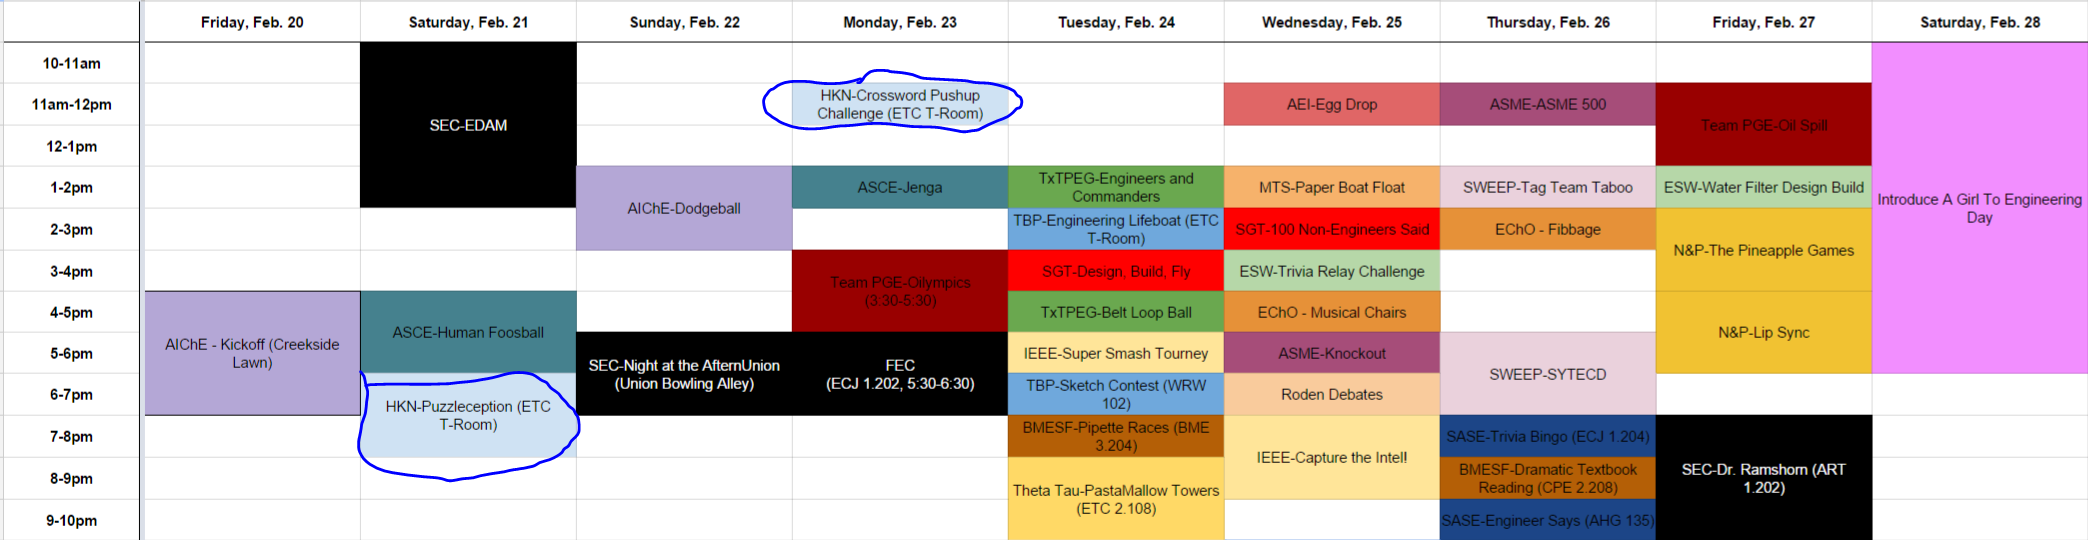 Friday, Feb. 20
Saturday, Feb. 21
Sunday, Feb. 22
Monday, Feb. 23
Tuesday, Feb. 24
Wednesday, Feb. 25
Thursday, Feb. 26
Friday, Feb. 27
Saturday, Feb. 28
10-11am
11am-12pm
12-1pm
1-2pm
2-3pm
3-4pm
4-5pm
5-6pm
6-7pm
7-8pm
8-9pm
9-10pm
AIChE - Kickoff (Creekside
Lawn)
SEC-EDAM
ASCE-Human Foosball
HKN-Puzzleception (ETC
T-Room)
AIChE-Dodgeball
SEC-Night at the AfternUnion
(Union Bowling Alley)
HKN-Crossword Pushup
Challenge (ETC T-Room)
ASCE-Jenga
Team PGE-Oilympics
(3:30-5:30)
FEC
(ECJ 1.202, 5:30-6:30)
TxTPEG-Engineers and
Commanders
TBP-Engineering Lifeboat (ETC
T-Room)
SGT-Design, Build, Fly
TxTPEG-Belt Loop Ball
IEEE-Super Smash Tourney
TBP-Sketch Contest (WRW
102)
BMESF-Pipette Races (BME
3.204)
Theta Tau-PastaMallow Towers
(ETC 2.108)
AEI-Egg Drop
MTS-Paper Boat Float
SGT-100 Non-Engineers Said
ESW-Trivia Relay Challenge
EChO - Musical Chairs
ASME-Knockout
Roden Debates
IEEE-Capture the Intel!
ASME-ASME 500
SWEEP-Tag Team Taboo
EChO - Fibbage
SWEEP-SYTECD
SASE-Trivia Bingo (ECJ 1.204)
BMESF-Dramatic Textbook
Reading (CPE 2.208)
SASE-Engineer Says (AHG 135)
Team PGE-Oil Spill
ESW-Water Filter Design Build
N&P-The Pineapple Games
N&P-Lip Sync
SEC-Dr. Ramshorn (ART
1.202)
Introduce A Girl To Engineering
Day